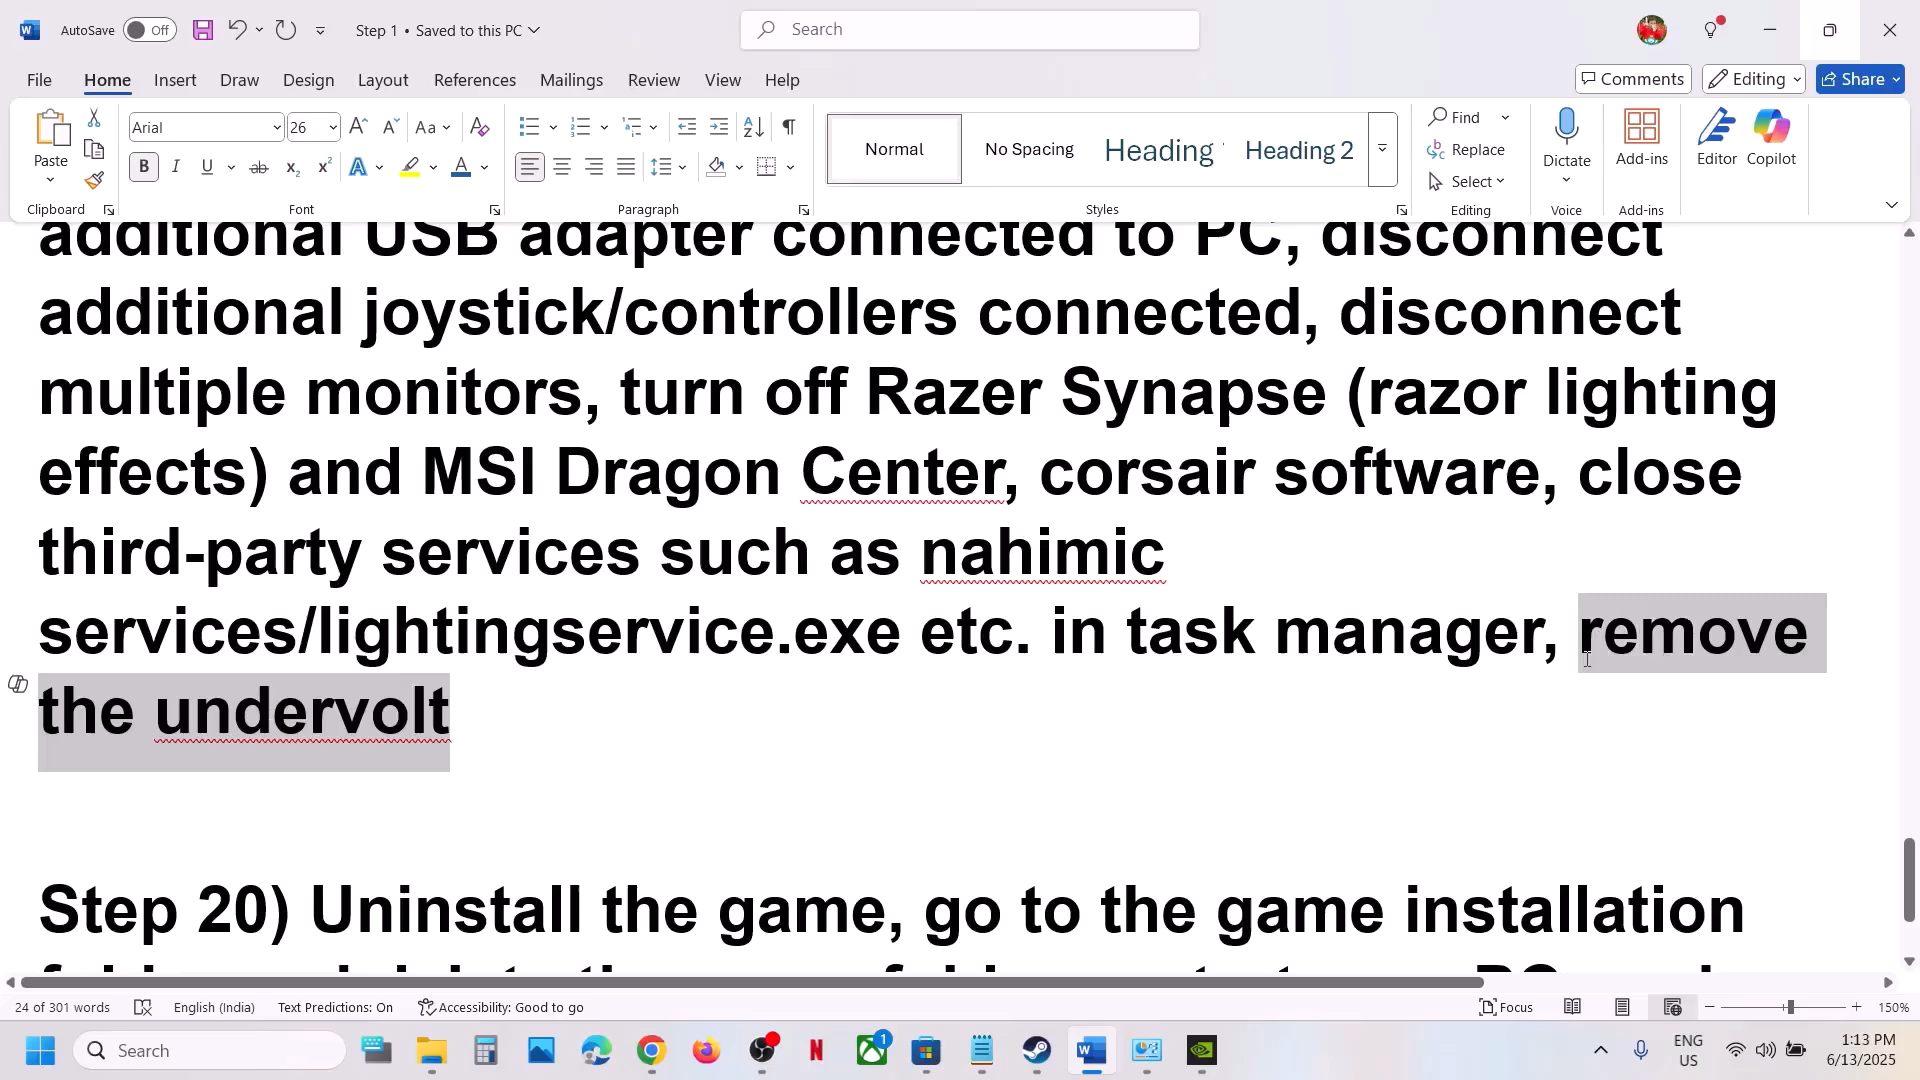 AutoSave Off Step 1 • Saved to this PC Search
File Home Insert Draw Design Layout References Mailings Review View Help Comments Editing Share
Arial 26 Normal No Spacing Heading Heading 2 Find Replace Select
Paste Dictate Add-ins Editor Copilot
Clipboard Font Paragraph Styles Editing Voice Add-ins
additional USB adapter connected to PC, disconnect
additional joystick/controllers connected, disconnect
multiple monitors, turn off Razer Synapse (razor lighting
effects) and MSI Dragon Center, corsair software, close
third-party services such as nahimic
services/lightingservice.exe etc. in task manager, remove
the undervolt
Step 20) Uninstall the game, go to the game installation
24 of 301 words English (India) Text Predictions: On Accessibility: Good to go Focus 150%
Search 1 ENG US 1:13 PM 6/13/2025